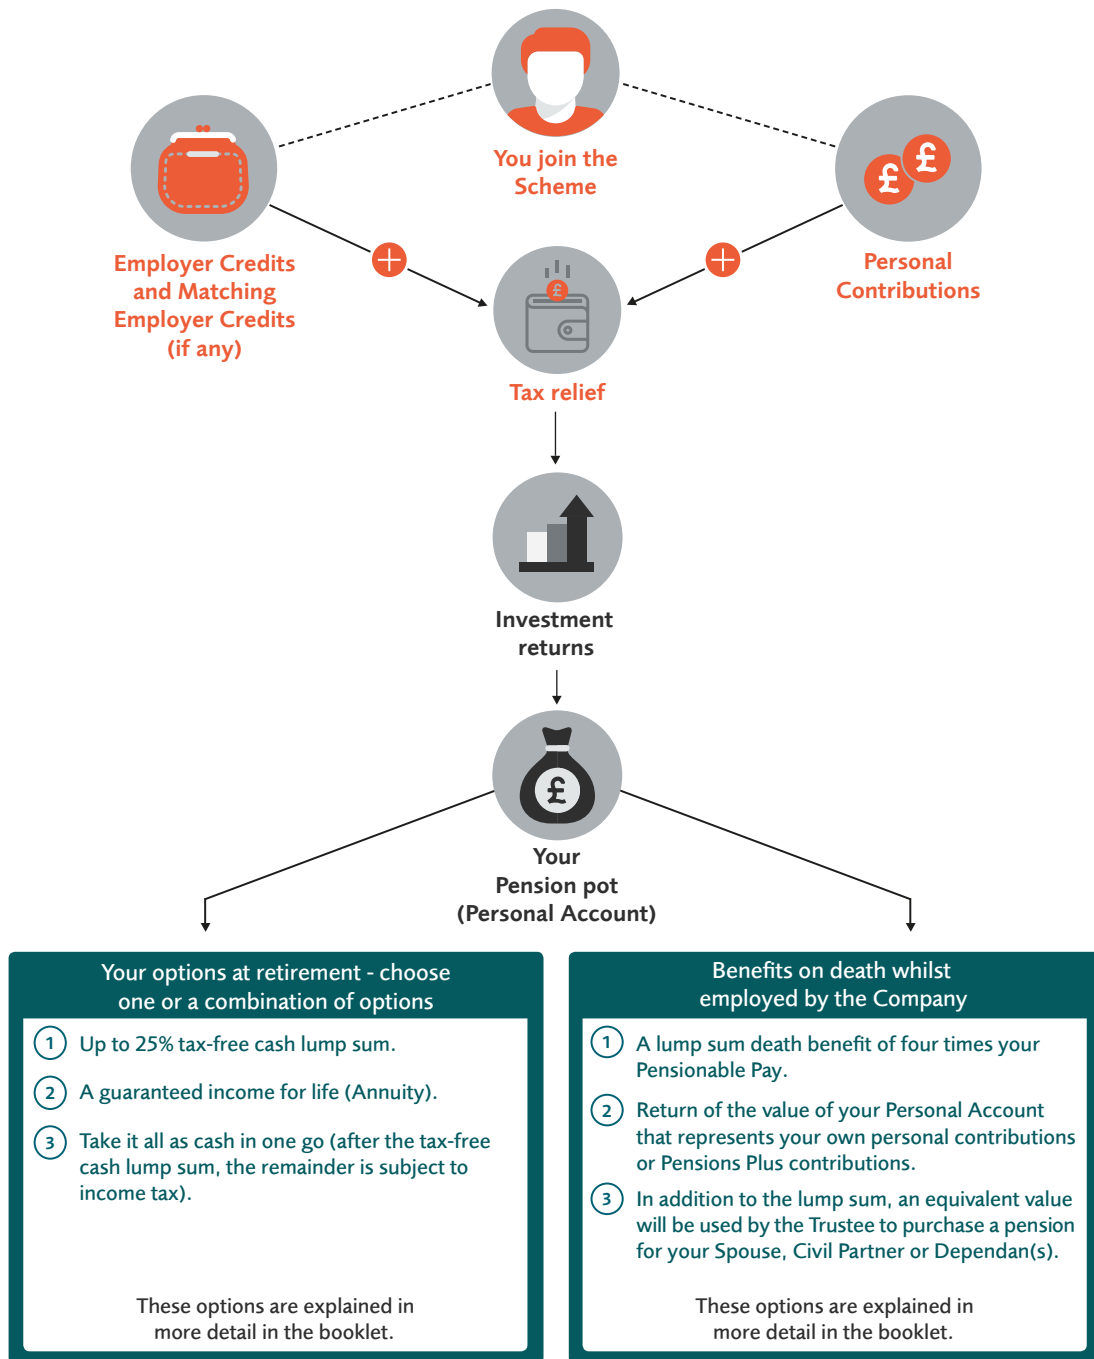 You join the
Scheme
£ £
Employer Credits
and Matching
Employer Credits
(if any)
Personal
Contributions
£
Tax relief
Investment
returns
£
Your
Pension pot
(Personal Account)
Your options at retirement - choose
one or a combination of options
1 Up to 25% tax-free cash lump sum.
2 A guaranteed income for life (Annuity).
3 Take it all as cash in one go (after the tax-free
cash lump sum, the remainder is subject to
income tax).
These options are explained in
more detail in the booklet.
Benefits on death whilst
employed by the Company
1 A lump sum death benefit of four times your
Pensionable Pay.
2 Return of the value of your Personal Account
that represents your own personal contributions
or Pensions Plus contributions.
3 In addition to the lump sum, an equivalent value
will be used by the Trustee to purchase a pension
for your Spouse, Civil Partner or Dependan(s).
These options are explained in
more detail in the booklet.